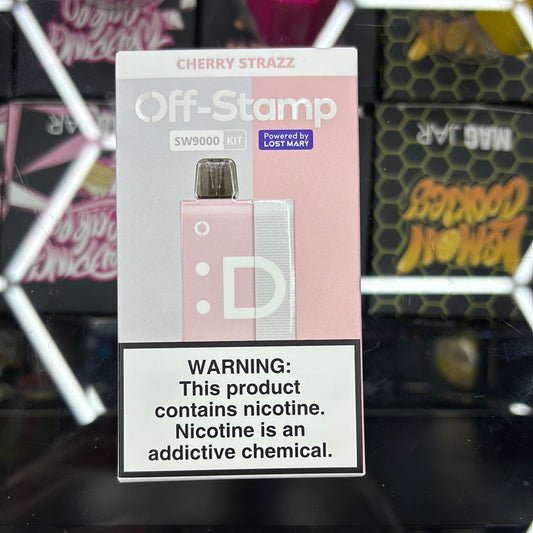 CHERRY STRAZZ
Off-Stamp
SW9000 KIT
Powered by
LOST MARY
D
WARNING:
This product
contains nicotine.
Nicotine is an
addictive chemical.
MAG JAR
LEMON
COOKIES